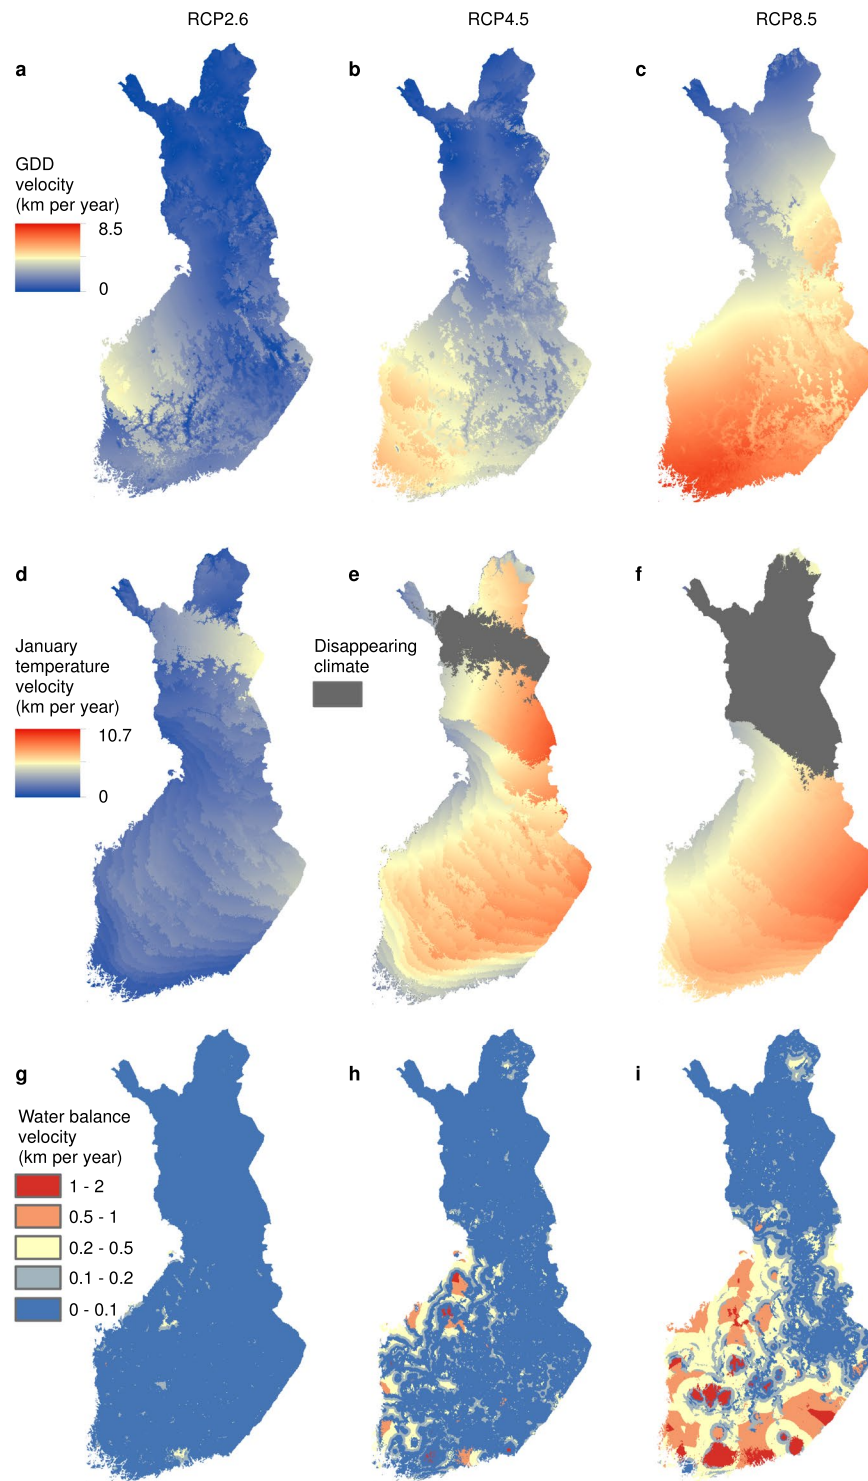 RCP2.6
RCP4.5
RCP8.5
a
b
c
GDD
velocity
(km per year)
8.5
0
d
e
f
January
temperature
velocity
(km per year)
10.7
0
Disappearing
climate
g
h
i
Water balance
velocity
(km per year)
1 - 2
0.5 - 1
0.2 - 0.5
0.1 - 0.2
0 - 0.1